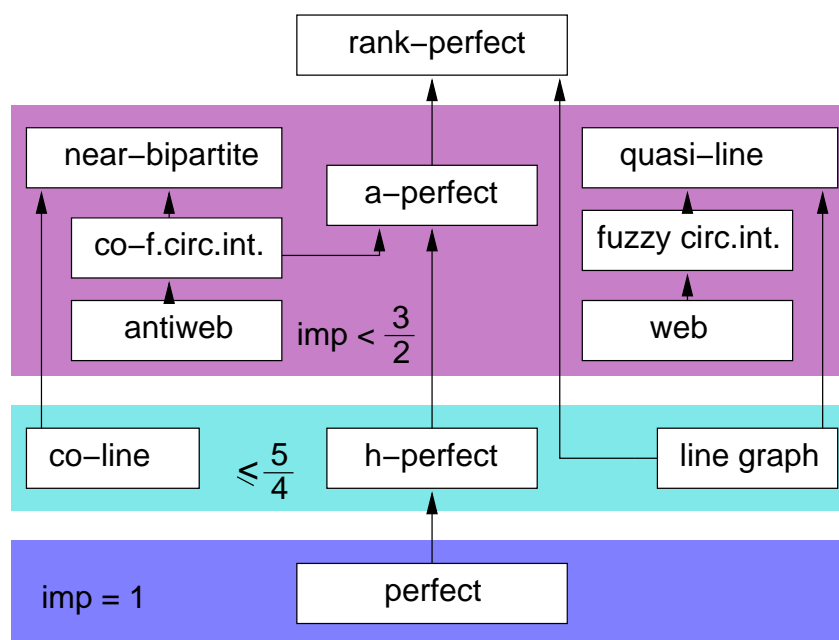 rank−perfect
near−bipartite
quasi−line
a−perfect
co−f.circ.int.
fuzzy circ.int.
antiweb
imp < 3/2
web
co−line
≤ 5/4
h−perfect
line graph
perfect
imp = 1